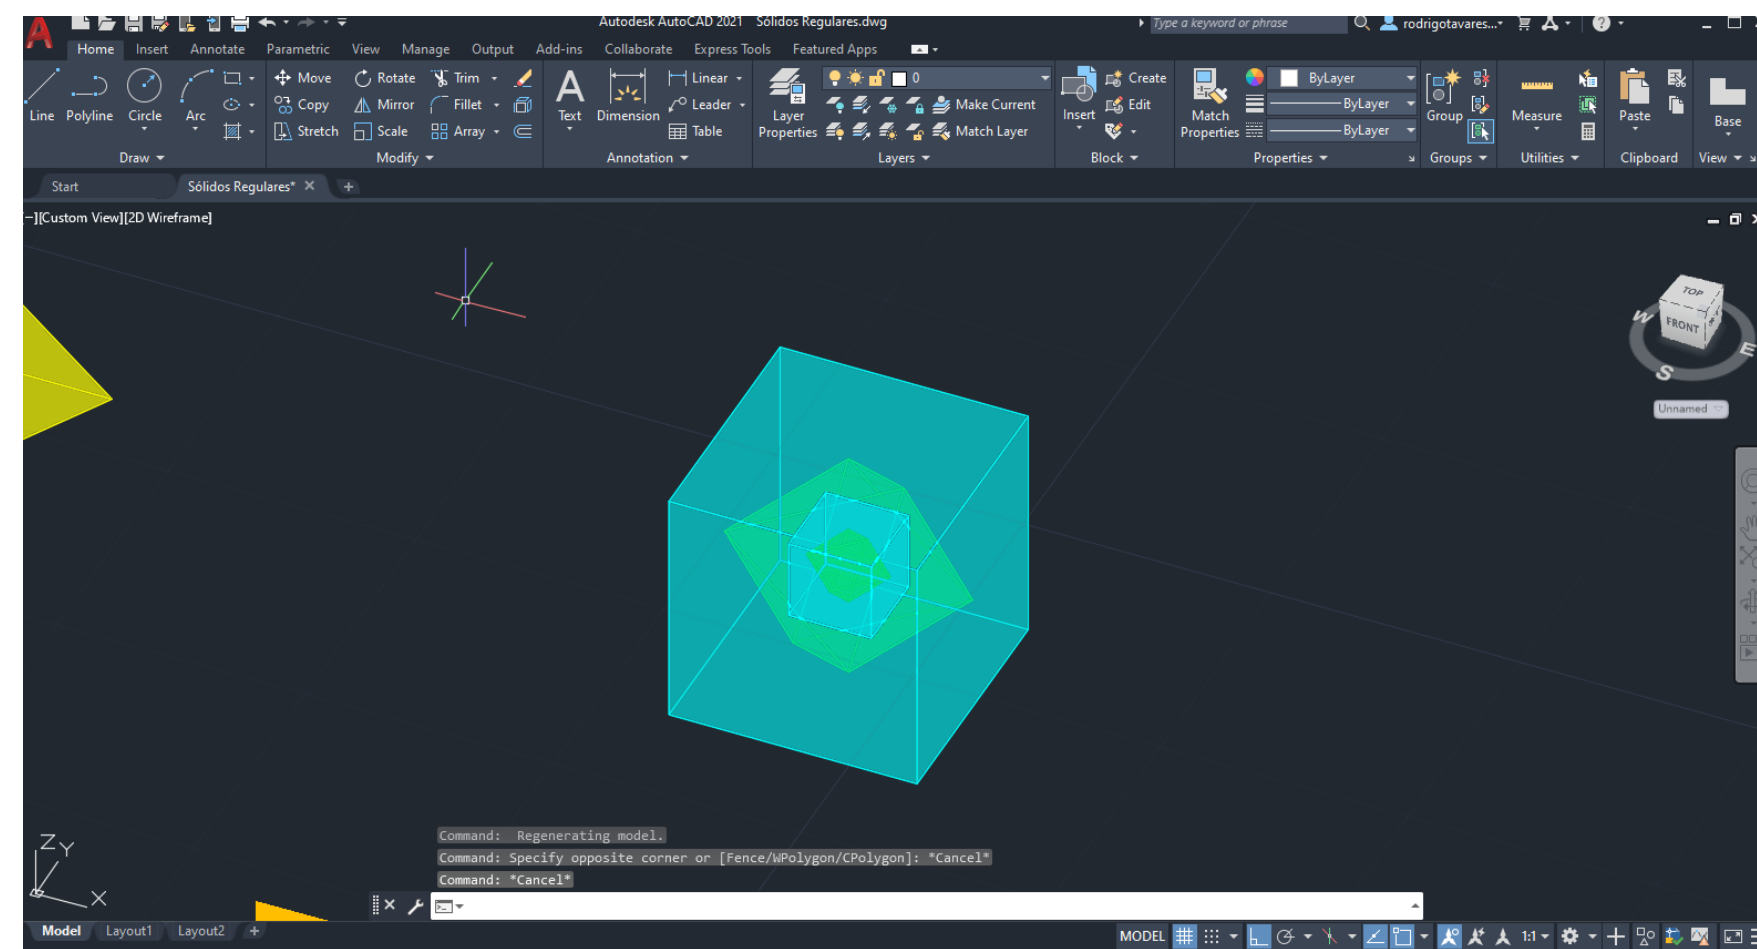 A Autodesk AutoCAD 2021 Sólidos Regulares.dwg Type a keyword or phrase rodrigotavares...
Home Insert Annotate Parametric View Manage Output Add-ins Collaborate Express Tools Featured Apps
Move Rotate Trim Linear 0 Create ByLayer
Copy Mirror Fillet Leader Make Current Edit ByLayer
Line Polyline Circle Arc Text Dimension Layer Properties Insert Match Properties Group Measure Paste Base
Stretch Scale Array Table Match Layer ByLayer
Draw Modify Annotation Layers Block Properties Groups Utilities Clipboard View
Start Sólidos Regulares*
−][Custom View][2D Wireframe]
TOP
FRONT
W
E
S
Unnamed
Command: Regenerating model.
Command: Specify opposite corner or [Fence/WPolygon/CPolygon]: *Cancel*
Command: *Cancel*
Z
Y
X
Model Layout1 Layout2 + MODEL 1:1